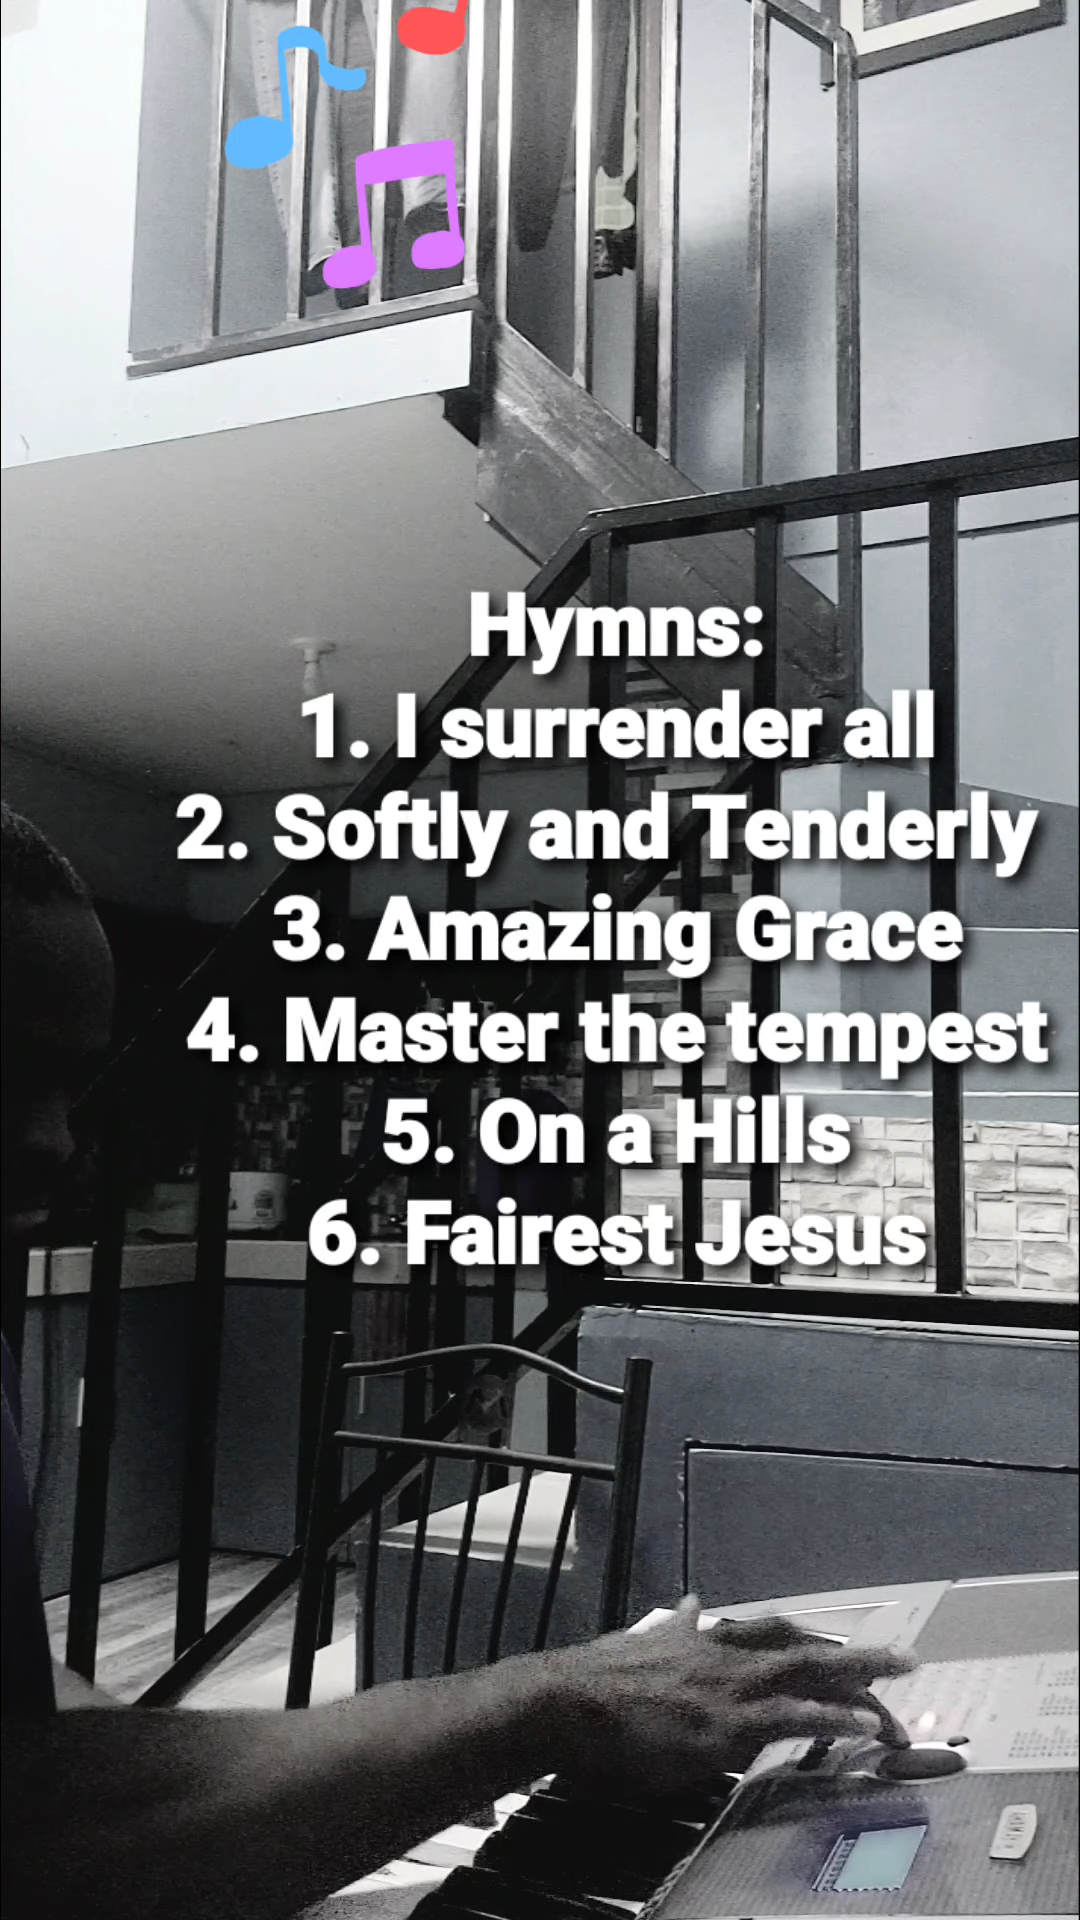 Hymns:
1. I surrender all
2. Softly and Tenderly
3. Amazing Grace
4. Master the tempest
5. On a Hills
6. Fairest Jesus